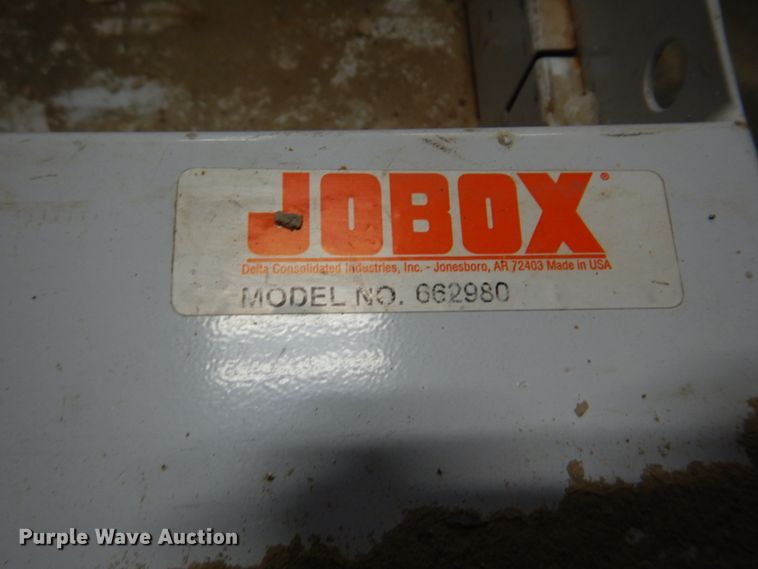 JOBOX®
Delta Consolidated Industries, Inc. - Jonesboro, AR 72403 Made in USA
MODEL NO. 662980
Purple Wave Auction